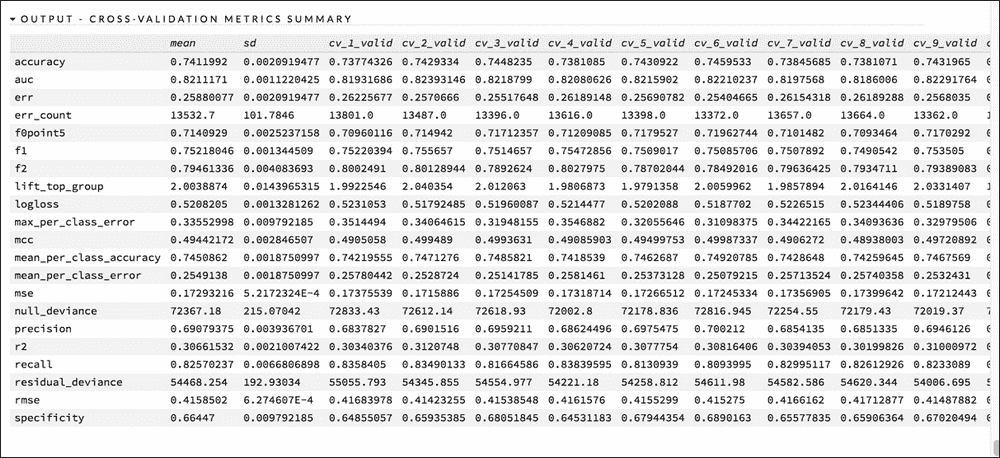 OUTPUT - CROSS-VALIDATION METRICS SUMMARY
mean sd cv_1_valid cv_2_valid cv_3_valid cv_4_valid cv_5_valid cv_6_valid cv_7_valid cv_8_valid cv_9_valid
accuracy 0.7411992 0.0020919477 0.73774326 0.7429334 0.7448235 0.7381085 0.7430922 0.7459533 0.73845685 0.7381071 0.7431965
auc 0.8211171 0.0011220425 0.81931686 0.82393146 0.8218799 0.82080626 0.8215902 0.82210237 0.8197568 0.8186006 0.82291764
err 0.25880077 0.0020919477 0.26225677 0.2570666 0.25517648 0.26189148 0.25690782 0.25404665 0.26154318 0.26189288 0.2568035
err_count 13532.7 101.7846 13801.0 13487.0 13396.0 13616.0 13398.0 13372.0 13657.0 13664.0 13362.0
f0point5 0.7140929 0.0025237158 0.70960116 0.714942 0.71712357 0.71209085 0.7179527 0.71962744 0.7101482 0.7093464 0.7170292
f1 0.75218046 0.001344509 0.75220394 0.755657 0.7514657 0.75472856 0.7509017 0.75085706 0.7507892 0.7490542 0.753505
f2 0.79461336 0.004083693 0.8002491 0.80128944 0.7892624 0.8027975 0.78702044 0.78492016 0.79636425 0.7934711 0.79389083
lift_top_group 2.0038874 0.0143965315 1.9922546 2.040354 2.012063 1.9806873 1.9791358 2.0059962 1.9857894 2.0164146 2.0331407
logloss 0.5208205 0.0013281262 0.5231053 0.51792485 0.51960087 0.5214477 0.5202088 0.5187702 0.5226515 0.52344406 0.5189758
max_per_class_error 0.33552998 0.009792185 0.3514494 0.34064615 0.31948155 0.3546882 0.32055646 0.31098375 0.34422165 0.34093636 0.32979506
mcc 0.49442172 0.002846507 0.4905058 0.499489 0.4993631 0.49085903 0.49499753 0.49987337 0.4906272 0.48938003 0.49720892
mean_per_class_accuracy 0.7450862 0.0018750997 0.74219555 0.7471276 0.7485821 0.7418539 0.7462687 0.74920785 0.7428648 0.74259645 0.7467569
mean_per_class_error 0.2549138 0.0018750997 0.25780442 0.2528724 0.25141785 0.2581461 0.25373128 0.25079215 0.25713524 0.25740358 0.2532431
mse 0.17293216 5.2172324E-4 0.17375539 0.1715886 0.17254509 0.17318714 0.17266512 0.17245334 0.17356905 0.17399642 0.17212443
null_deviance 72367.18 215.07042 72833.43 72612.14 72618.93 72002.8 72178.836 72816.945 72254.55 72179.43 72019.37
precision 0.69079375 0.003936701 0.6837827 0.6901516 0.6959211 0.68624496 0.6975475 0.700212 0.6854135 0.6851335 0.6946126
r2 0.30661532 0.0021007422 0.30340376 0.3120748 0.30770847 0.30620724 0.3077754 0.30816406 0.30394053 0.30199826 0.31000972
recall 0.82570237 0.0066806898 0.8358405 0.83490133 0.81664586 0.83839595 0.8130939 0.8093995 0.82995117 0.82612926 0.8233089
residual_deviance 54468.254 192.93034 55055.793 54345.855 54554.977 54221.18 54258.812 54611.98 54582.586 54620.344 54006.695
rmse 0.4158502 6.274607E-4 0.41683978 0.41423255 0.41538548 0.4161576 0.4155299 0.415275 0.4166162 0.41712877 0.41487882
specificity 0.66447 0.009792185 0.64855057 0.65935385 0.68051845 0.64531183 0.67944354 0.6890163 0.65577835 0.65906364 0.67020494